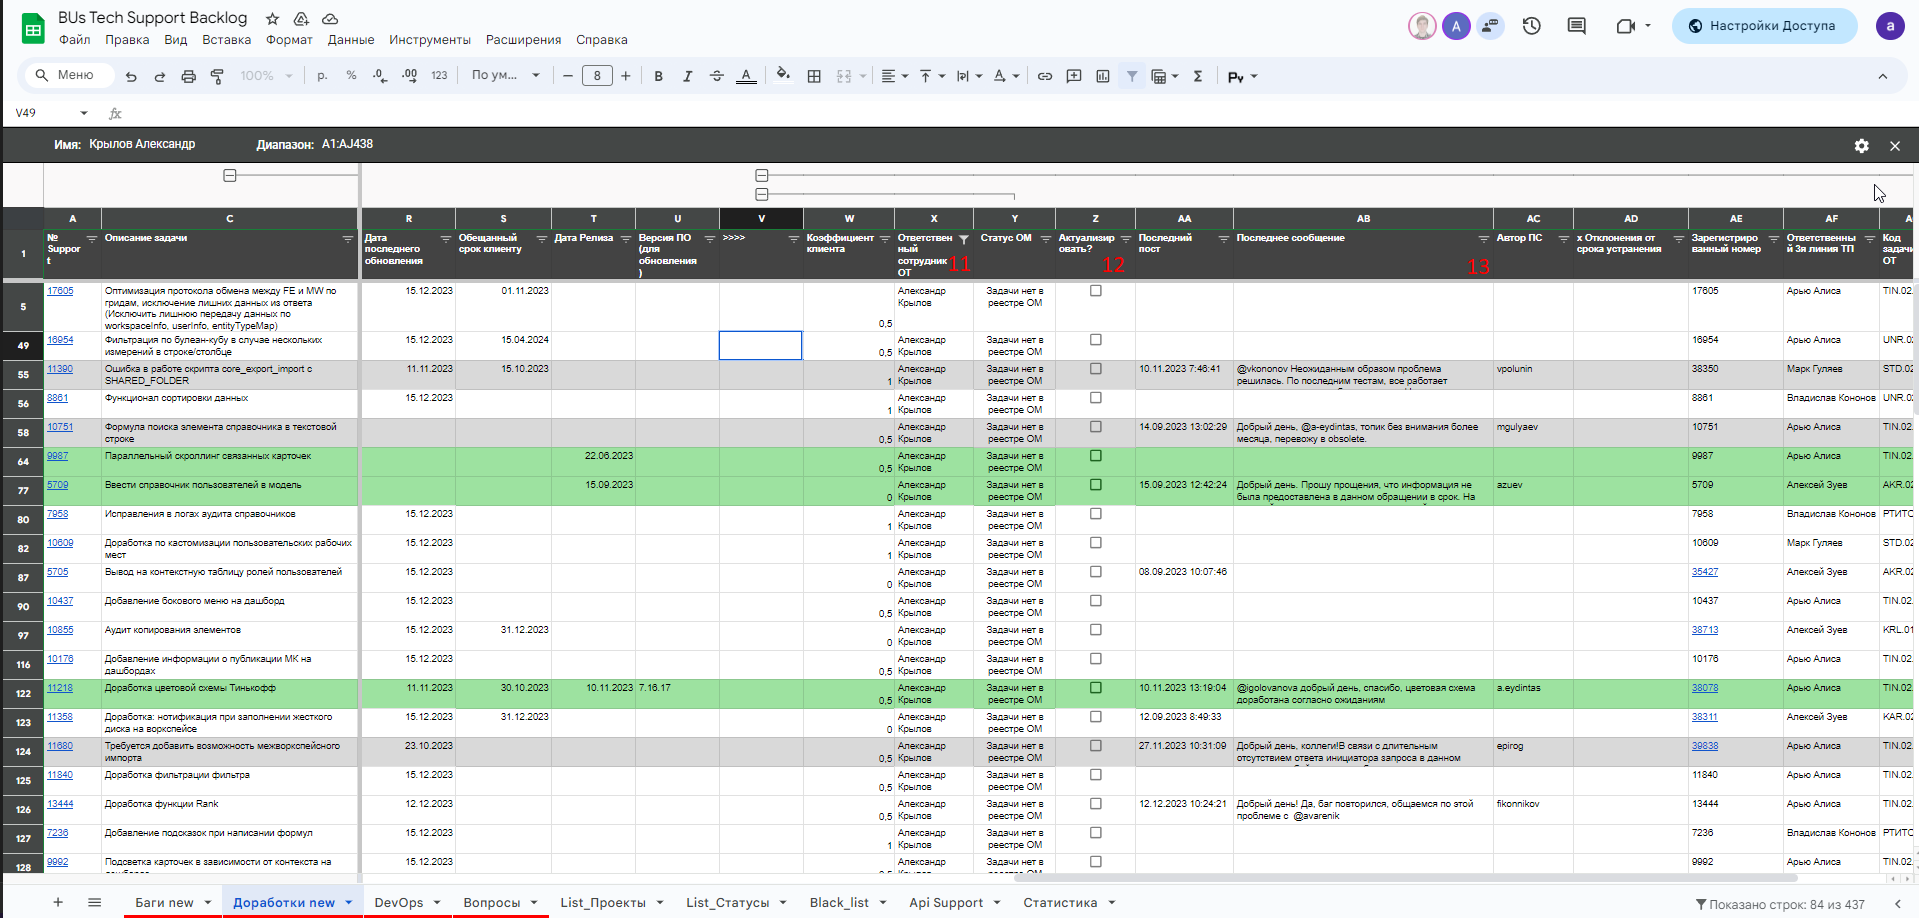 BUs Tech Support Backlog
Файл Правка Вид Вставка Формат Данные Инструменты Расширения Справка
A
Настройки Доступа
a
Меню 100% р. % .0 .00 123 По ум... − 8 + B I A Σ Py
V49 fx
Имя: Крылов Александр Диапазон: A1:AJ438
A C R S T U V W X Y Z AA AB AC AD AE AF
1 № Support Описание задачи Дата последнего обновления Обещанный срок клиенту Дата Релиза Версия ПО (для обновления) >>>> Коэффициент клиента Ответственный сотрудник ОТ 11 Статус ОМ Актуализировать? 12 Последний пост Последнее сообщение 13 Автор ПС х Отклонения от срока устранения Зарегистрированный номер Ответственный 3я линия ТП Код задачи ОТ
5 17605 Оптимизация протокола обмена между FE и MW по гридам, исключение лишних данных из ответа (Исключить лишнюю передачу данных по workspaceInfo, userInfo, entityTypeMap) 15.12.2023 01.11.2023 0,5 Александр Крылов Задачи нет в реестре ОМ 17605 Арью Алиса TIN.02.
49 16954 Фильтрация по булеан-кубу в случае нескольких измерений в строке/столбце 15.12.2023 15.04.2024 0,5 Александр Крылов Задачи нет в реестре ОМ 16954 Арью Алиса UNR.02
55 11390 Ошибка в работе скрипта core_export_import с SHARED_FOLDER 11.11.2023 15.10.2023 1 Александр Крылов Задачи нет в реестре ОМ 10.11.2023 7:46:41 @vkononov Неожиданным образом проблема решилась. По последним тестам, все работает vpolunin 38350 Марк Гуляев STD.02
56 8861 Функционал сортировки данных 15.12.2023 1 Александр Крылов Задачи нет в реестре ОМ 8861 Владислав Кононов UNR.02
58 10751 Формула поиска элемента справочника в текстовой строке 0,5 Александр Крылов Задачи нет в реестре ОМ 14.09.2023 13:02:29 Добрый день, @a-eydintas, топик без внимания более месяца, перевожу в obsolete. mgulyaev 10751 Арью Алиса TIN.02.
64 9987 Параллельный скроллинг связанных карточек 22.06.2023 0,5 Александр Крылов Задачи нет в реестре ОМ 9987 Арью Алиса TIN.02.
77 5709 Ввести справочник пользователей в модель 15.09.2023 0 Александр Крылов Задачи нет в реестре ОМ 15.09.2023 12:42:24 Добрый день. Прошу прощения, что информация не была предоставлена в данном обращении в срок. На azuev 5709 Алексей Зуев AKR.02
80 7958 Исправления в логах аудита справочников 15.12.2023 1 Александр Крылов Задачи нет в реестре ОМ 7958 Владислав Кононов РТИТС
82 10609 Доработка по кастомизации пользовательских рабочих мест 15.12.2023 1 Александр Крылов Задачи нет в реестре ОМ 10609 Марк Гуляев STD.02
87 5705 Вывод на контекстную таблицу ролей пользователей 15.12.2023 0 Александр Крылов Задачи нет в реестре ОМ 08.09.2023 10:07:46 35427 Алексей Зуев AKR.02
90 10437 Добавление бокового меню на дашборд 15.12.2023 0,5 Александр Крылов Задачи нет в реестре ОМ 10437 Арью Алиса TIN.02.
97 10855 Аудит копирования элементов 15.12.2023 31.12.2023 0 Александр Крылов Задачи нет в реестре ОМ 38713 Алексей Зуев KRL.01
116 10176 Добавление информации о публикации МК на дашбордах 15.12.2023 0,5 Александр Крылов Задачи нет в реестре ОМ 10176 Арью Алиса TIN.02.
122 11218 Доработка цветовой схемы Тинькофф 11.11.2023 30.10.2023 10.11.2023 7.16.17 0,5 Александр Крылов Задачи нет в реестре ОМ 10.11.2023 13:19:04 @igolovanova добрый день, спасибо, цветовая схема доработана согласно ожиданиям a.eydintas 38078 Арью Алиса TIN.02.
123 11358 Доработка: нотификация при заполнении жесткого диска на воркспейсе 15.12.2023 31.12.2023 0 Александр Крылов Задачи нет в реестре ОМ 12.09.2023 8:49:33 38311 Алексей Зуев KAR.02
124 11680 Требуется добавить возможность межворкспейсного импорта 23.10.2023 0,5 Александр Крылов Задачи нет в реестре ОМ 27.11.2023 10:31:09 Добрый день, коллеги!В связи с длительным отсутствием ответа инициатора запроса в данном epirog 39838 Арью Алиса TIN.02.
125 11840 Доработка фильтрации фильтра 15.12.2023 0,5 Александр Крылов Задачи нет в реестре ОМ 11840 Арью Алиса TIN.02.
126 13444 Доработка функции Rank 12.12.2023 0,5 Александр Крылов Задачи нет в реестре ОМ 12.12.2023 10:24:21 Добрый день! Да, баг повторился, общаемся по этой проблеме с @avarenik fikonnikov 13444 Арью Алиса TIN.02.
127 7236 Добавление подсказок при написании формул 15.12.2023 1 Александр Крылов Задачи нет в реестре ОМ 7236 Владислав Кононов РТИТС
128 9992 Подсветка карточек в зависимости от контекста на 15.12.2023 Александр Задачи нет в 9992 Арью Алиса TIN.02.
+ Баги new Доработки new DevOps Вопросы List_Проекты List_Статусы Black_list Api Support Статистика Показано строк: 84 из 437